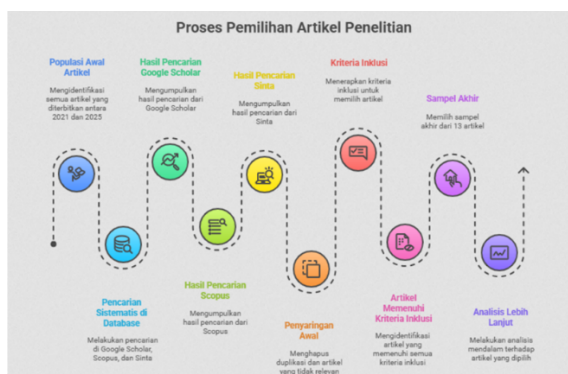 Proses Pemilihan Artikel Penelitian
Populasi Awal
Artikel
Mengidentifikasi
semua artikel yang
diterbitkan antara
2021 dan 2025
Pencarian
Sistematis di
Database
Melakukan pencarian
di Google Scholar,
Scopus, dan Sinta
Hasil Pencarian
Google Scholar
Mengumpulkan
hasil pencarian dari
Google Scholar
Hasil Pencarian
Scopus
Mengumpulkan
hasil pencarian dari
Scopus
Hasil Pencarian
Sinta
Mengumpulkan
hasil pencarian dari
Sinta
Penyaringan
Awal
Menghapus
duplikasi dan artikel
yang tidak relevan
Kriteria Inklusi
Menerapkan kriteria
inklusi untuk
memilih artikel
Artikel
Memenuhi
Kriteria Inklusi
Mengidentifikasi
artikel yang
memenuhi semua
kriteria inklusi
Sampel Akhir
Memilih sampel
akhir dari 13 artikel
Analisis Lebih
Lanjut
Melakukan analisis
mendalam terhadap
artikel yang dipilih